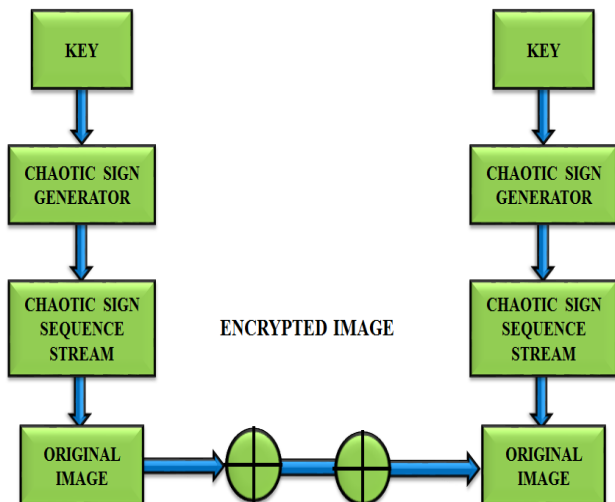 KEY
CHAOTIC SIGN
GENERATOR
CHAOTIC SIGN
SEQUENCE
STREAM
ORIGINAL
IMAGE
ENCRYPTED IMAGE
KEY
CHAOTIC SIGN
GENERATOR
CHAOTIC SIGN
SEQUENCE
STREAM
ORIGINAL
IMAGE